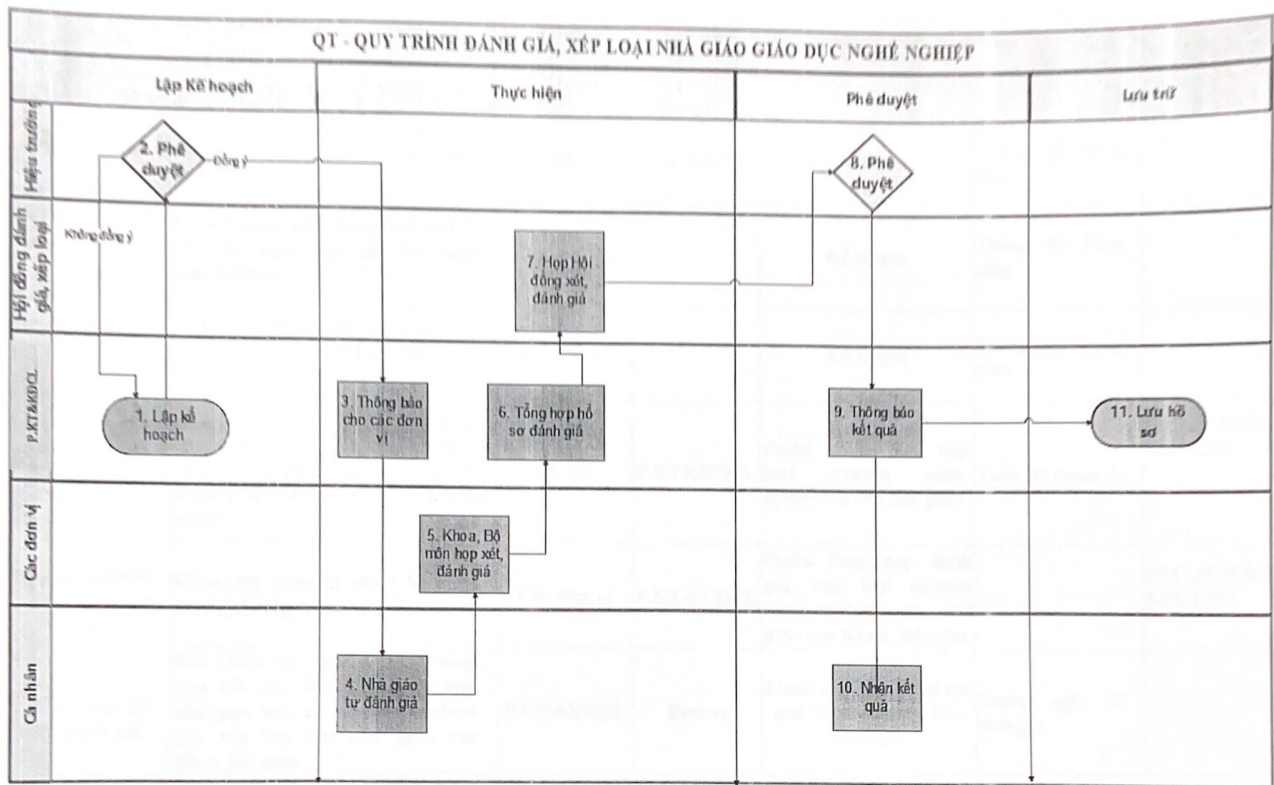 QT - QUY TRÌNH ĐÁNH GIÁ, XẾP LOẠI NHÀ GIÁO GIÁO DỤC NGHỀ NGHIỆP
Lập Kế hoạch
Thực hiện
Phê duyệt
Lưu trữ
Hiệu trưởng
2. Phê
duyệt
Đồng ý
8. Phê
duyệt
Hội đồng đánh
giá, xếp loại
Không đồng ý
7. Họp Hội
đồng xét,
đánh giá
P.KT&KĐCL
1. Lập kế
hoạch
3. Thông báo
cho các đơn
vị
6. Tổng hợp hồ
sơ đánh giá
9. Thông báo
kết quả
11. Lưu hồ
sơ
Các đơn vị
5. Khoa, Bộ
môn họp xét,
đánh giá
Cá nhân
4. Nhà giáo
tự đánh giá
10. Nhận kết
quả